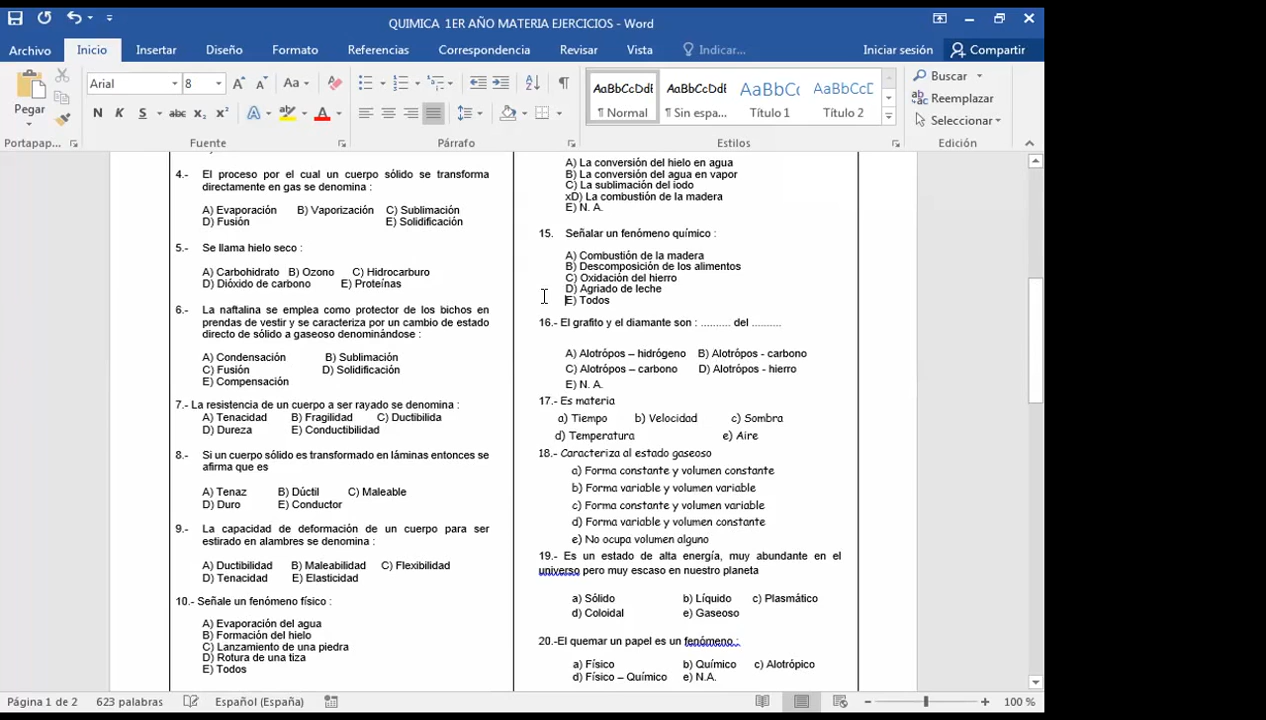 QUIMICA 1ER AÑO MATERIA EJERCICIOS - Word
Archivo Inicio Insertar Diseño Formato Referencias Correspondencia Revisar Vista Indicar... Iniciar sesión Compartir
Pegar
Arial 8
Aa
N K S abc x₂ x²
AaBbCcDdE ¶ Normal
AaBbCcDdE ¶ Sin espa...
AaBbCc Título 1
AaBbCcD Título 2
Buscar
Reemplazar
Seleccionar
Portapap... Fuente Párrafo Estilos Edición
4.- El proceso por el cual un cuerpo sólido se transforma
directamente en gas se denomina :
A) Evaporación B) Vaporización C) Sublimación
D) Fusión E) Solidificación
5.- Se llama hielo seco :
A) Carbohidrato B) Ozono C) Hidrocarburo
D) Dióxido de carbono E) Proteínas
6.- La naftalina se emplea como protector de los bichos en
prendas de vestir y se caracteriza por un cambio de estado
directo de sólido a gaseoso denominándose :
A) Condensación B) Sublimación
C) Fusión D) Solidificación
E) Compensación
7.- La resistencia de un cuerpo a ser rayado se denomina :
A) Tenacidad B) Fragilidad C) Ductibilida
D) Dureza E) Conductibilidad
8.- Si un cuerpo sólido es transformado en láminas entonces se
afirma que es
A) Tenaz B) Dúctil C) Maleable
D) Duro E) Conductor
9.- La capacidad de deformación de un cuerpo para ser
estirado en alambres se denomina :
A) Ductibilidad B) Maleabilidad C) Flexibilidad
D) Tenacidad E) Elasticidad
10.- Señale un fenómeno físico :
A) Evaporación del agua
B) Formación del hielo
C) Lanzamiento de una piedra
D) Rotura de una tiza
E) Todos
A) La conversión del hielo en agua
B) La conversión del agua en vapor
C) La sublimación del iodo
xD) La combustión de la madera
E) N. A.
15. Señalar un fenómeno químico :
A) Combustión de la madera
B) Descomposición de los alimentos
C) Oxidación del hierro
D) Agriado de leche
E) Todos
16.- El grafito y el diamante son : .......... del ..........
A) Alotrópos – hidrógeno B) Alotrópos - carbono
C) Alotrópos – carbono D) Alotrópos - hierro
E) N. A.
17.- Es materia
a) Tiempo b) Velocidad c) Sombra
d) Temperatura e) Aire
18.- Caracteriza al estado gaseoso
a) Forma constante y volumen constante
b) Forma variable y volumen variable
c) Forma constante y volumen variable
d) Forma variable y volumen constante
e) No ocupa volumen alguno
19.- Es un estado de alta energía, muy abundante en el
universo pero muy escaso en nuestro planeta
a) Sólido b) Líquido c) Plasmático
d) Coloidal e) Gaseoso
20.-El quemar un papel es un fenómeno :
a) Físico b) Químico c) Alotrópico
d) Físico – Químico e) N.A.
Página 1 de 2 623 palabras Español (España) 100 %